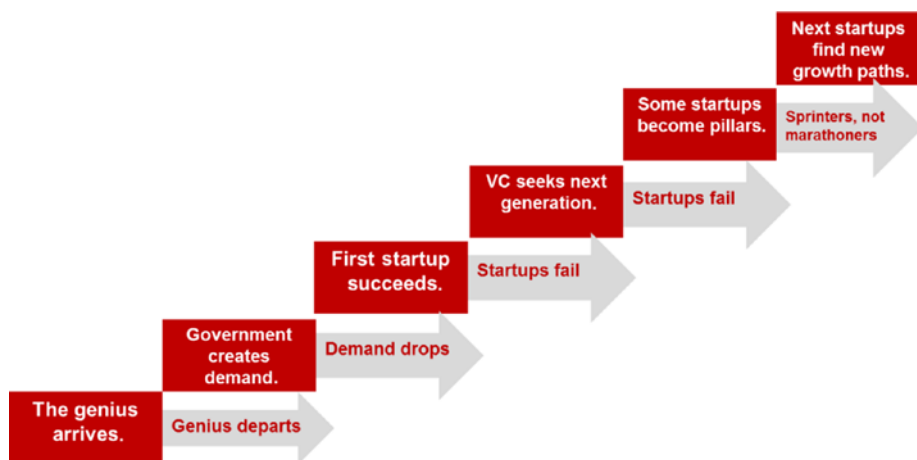 Next startups
find new
growth paths.
Some startups
become pillars.
Sprinters, not
marathoners
VC seeks next
generation.
Startups fail
First startup
succeeds.
Startups fail
Government
creates
demand.
Demand drops
The genius
arrives.
Genius departs